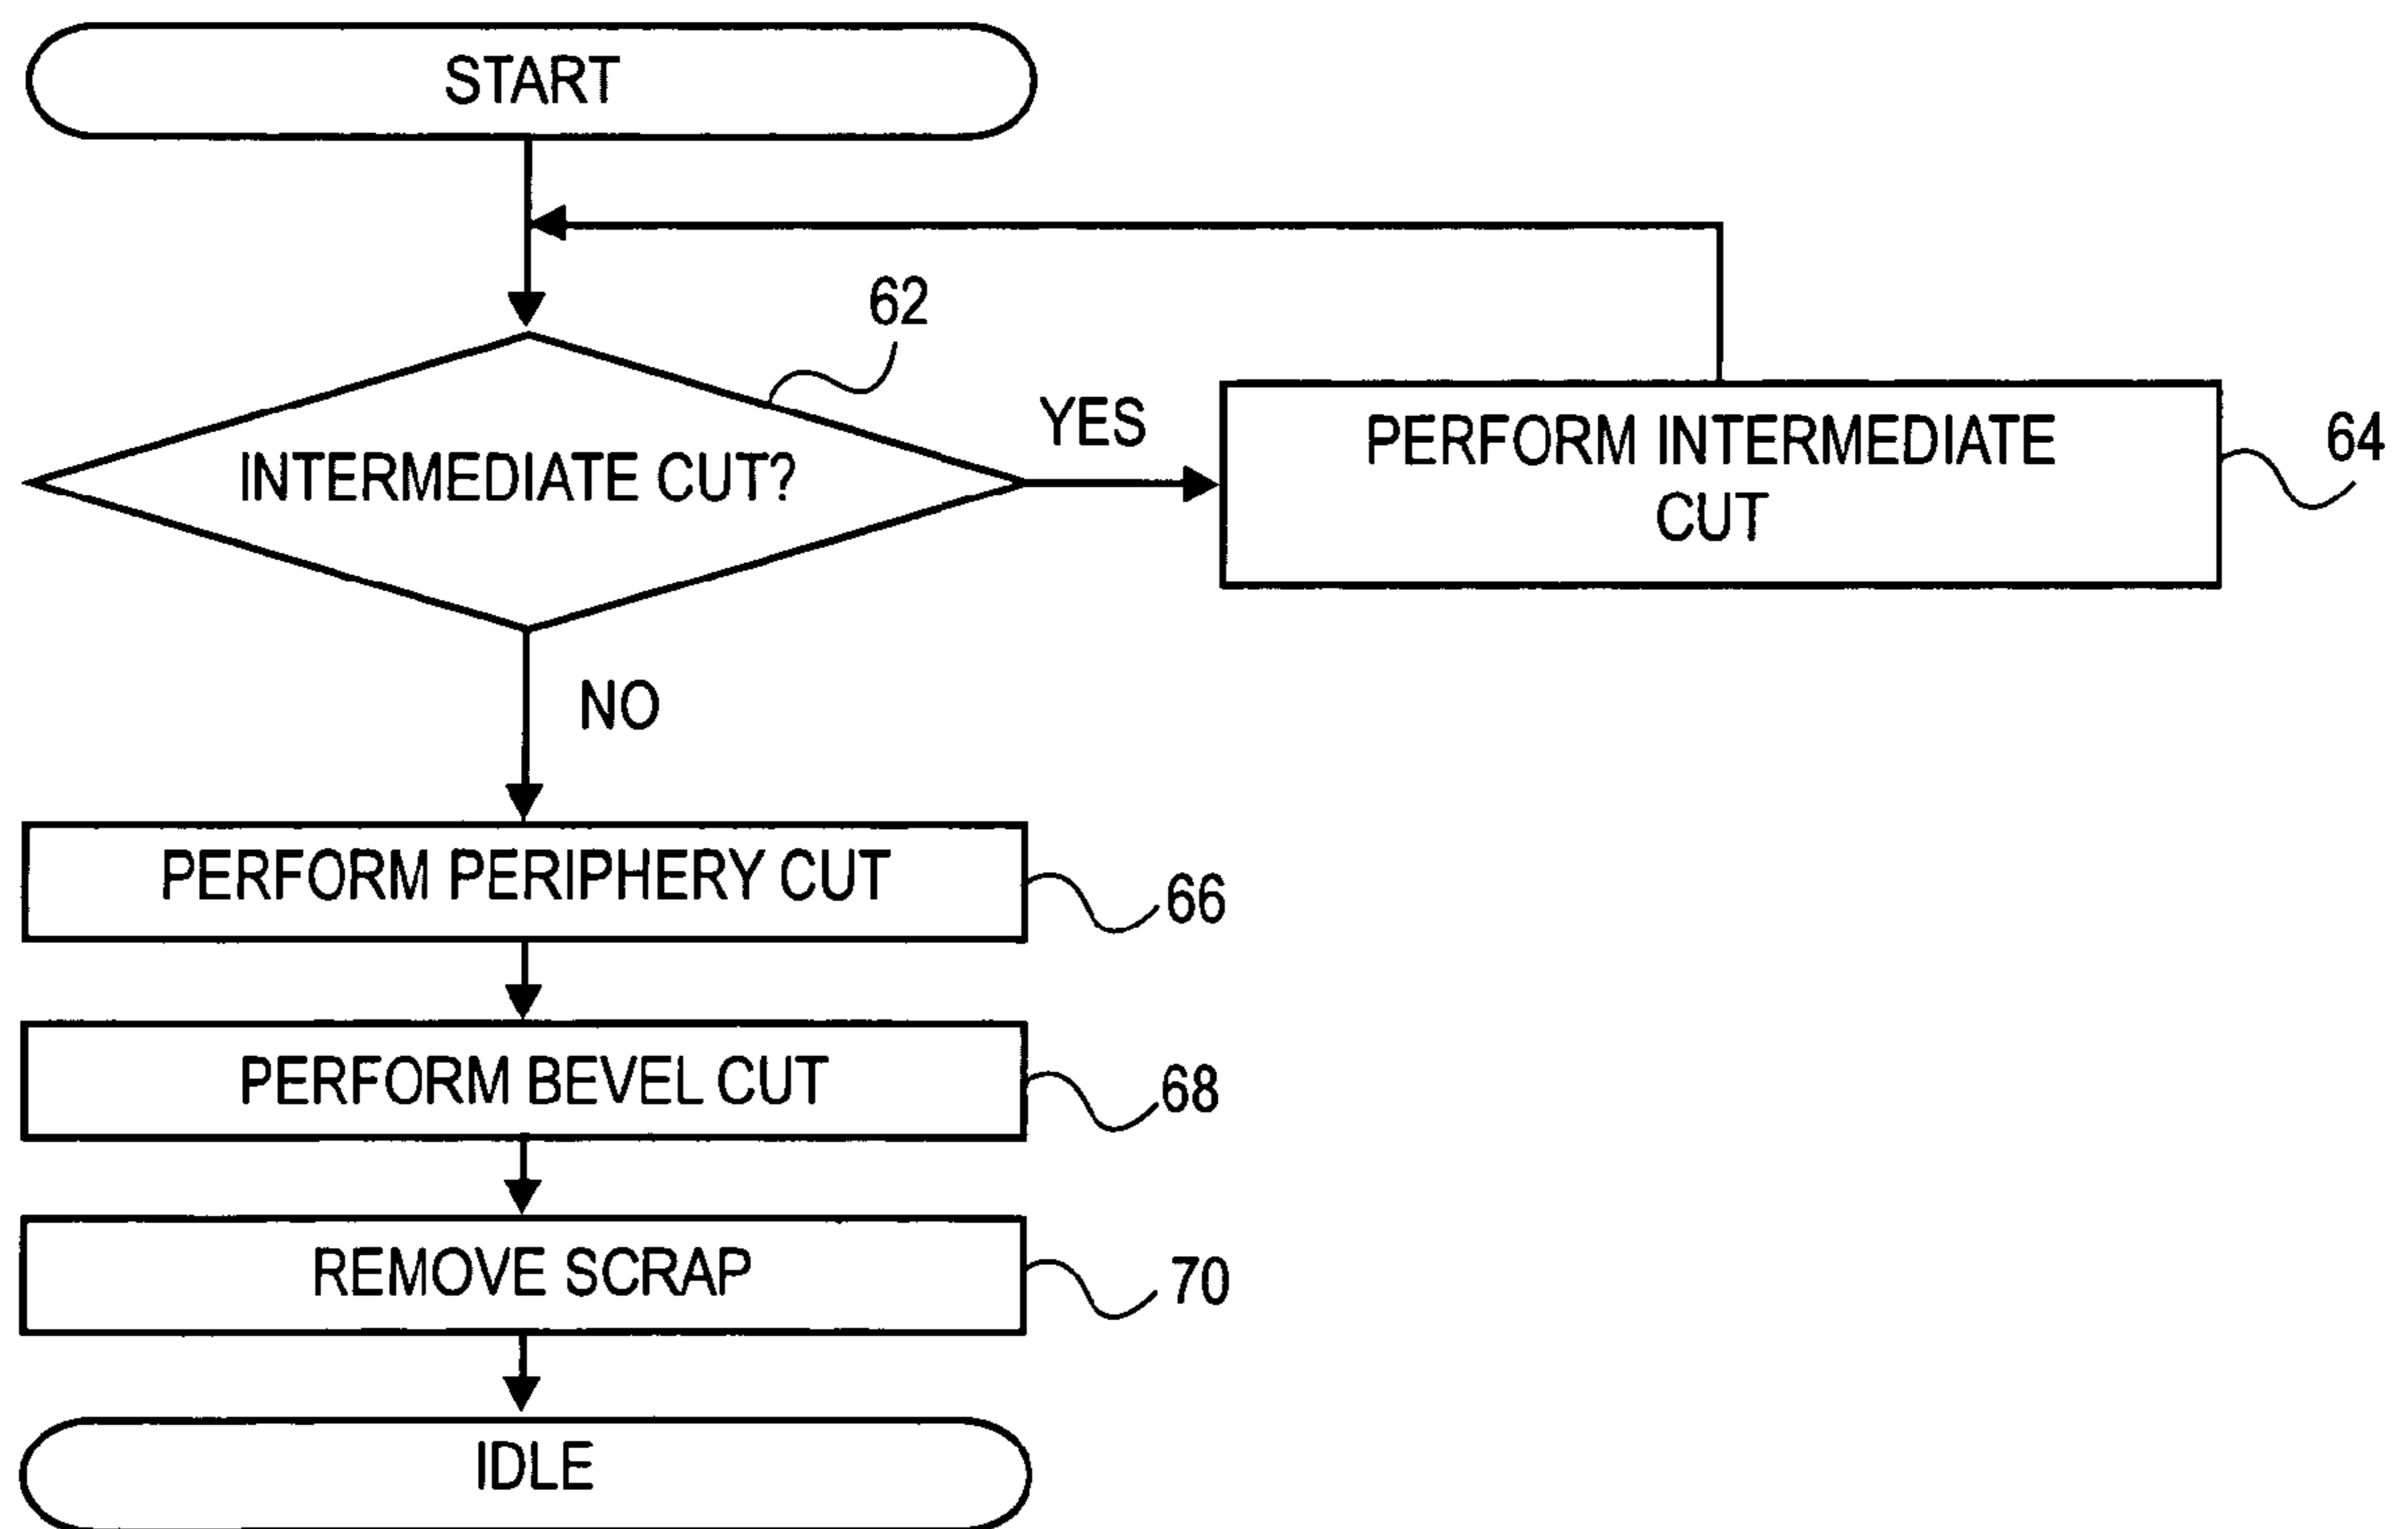 START
62
INTERMEDIATE CUT?
YES
PERFORM INTERMEDIATE
CUT
64
NO
PERFORM PERIPHERY CUT
66
PERFORM BEVEL CUT
68
REMOVE SCRAP
70
IDLE